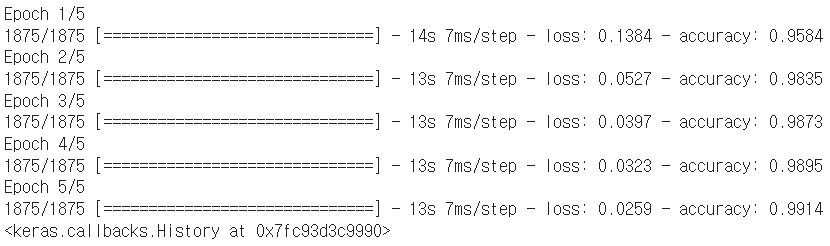 Epoch 1/5
1875/1875 [==============================] - 14s 7ms/step - loss: 0.1384 - accuracy: 0.9584
Epoch 2/5
1875/1875 [==============================] - 13s 7ms/step - loss: 0.0527 - accuracy: 0.9835
Epoch 3/5
1875/1875 [==============================] - 13s 7ms/step - loss: 0.0397 - accuracy: 0.9873
Epoch 4/5
1875/1875 [==============================] - 13s 7ms/step - loss: 0.0323 - accuracy: 0.9895
Epoch 5/5
1875/1875 [==============================] - 13s 7ms/step - loss: 0.0259 - accuracy: 0.9914
<keras.callbacks.History at 0x7fc93d3c9990>